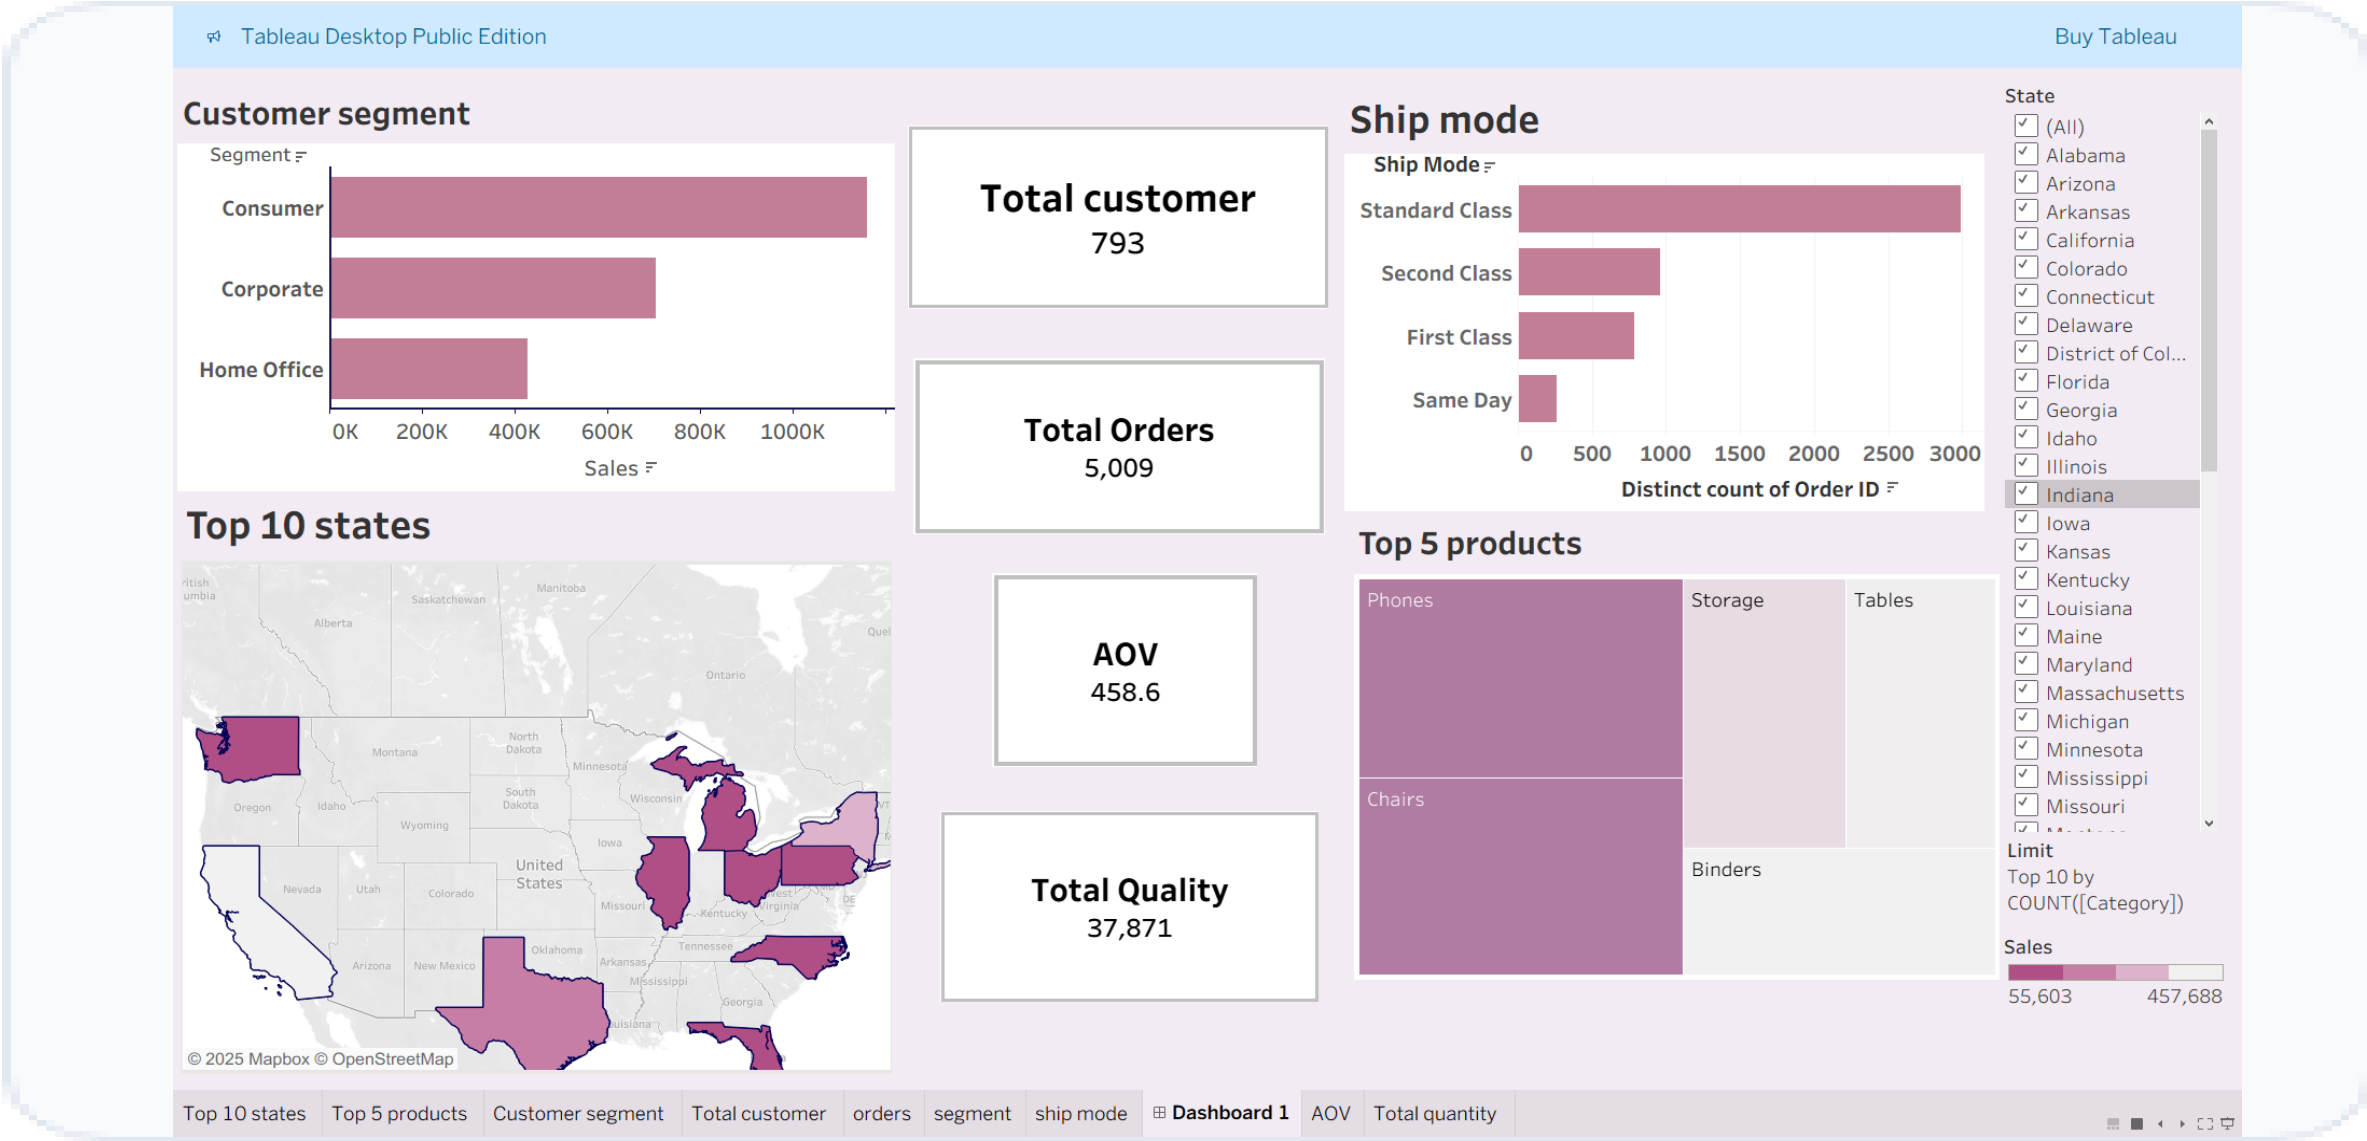 Tableau Desktop Public Edition
Buy Tableau
Customer segment
Segment
Consumer
Corporate
Home Office
0K 200K 400K 600K 800K 1000K
Sales
Total customer
793
Total Orders
5,009
AOV
458.6
Total Quality
37,871
Ship mode
Ship Mode
Standard Class
Second Class
First Class
Same Day
0 500 1000 1500 2000 2500 3000
Distinct count of Order ID
Top 10 states
Manitoba
Saskatchewan
Alberta
Ontario
Montana
North
Dakota
Minnesota
South
Dakota
Wisconsin
Oregon
Idaho
Wyoming
Iowa
United
States
Nevada
Utah
Colorado
Missouri
Kentucky
Virginia
DE
VT
Oklahoma
Tennessee
Arizona
New Mexico
Arkansas
Mississippi
Georgia
© 2025 Mapbox © OpenStreetMap
Top 5 products
Phones
Storage
Tables
Chairs
Binders
State
(All)
Alabama
Arizona
Arkansas
California
Colorado
Connecticut
Delaware
District of Col...
Florida
Georgia
Idaho
Illinois
Indiana
Iowa
Kansas
Kentucky
Louisiana
Maine
Maryland
Massachusetts
Michigan
Minnesota
Mississippi
Missouri
Limit
Top 10 by
COUNT([Category])
Sales
55,603 457,688
Top 10 states Top 5 products Customer segment Total customer orders segment ship mode Dashboard 1 AOV Total quantity